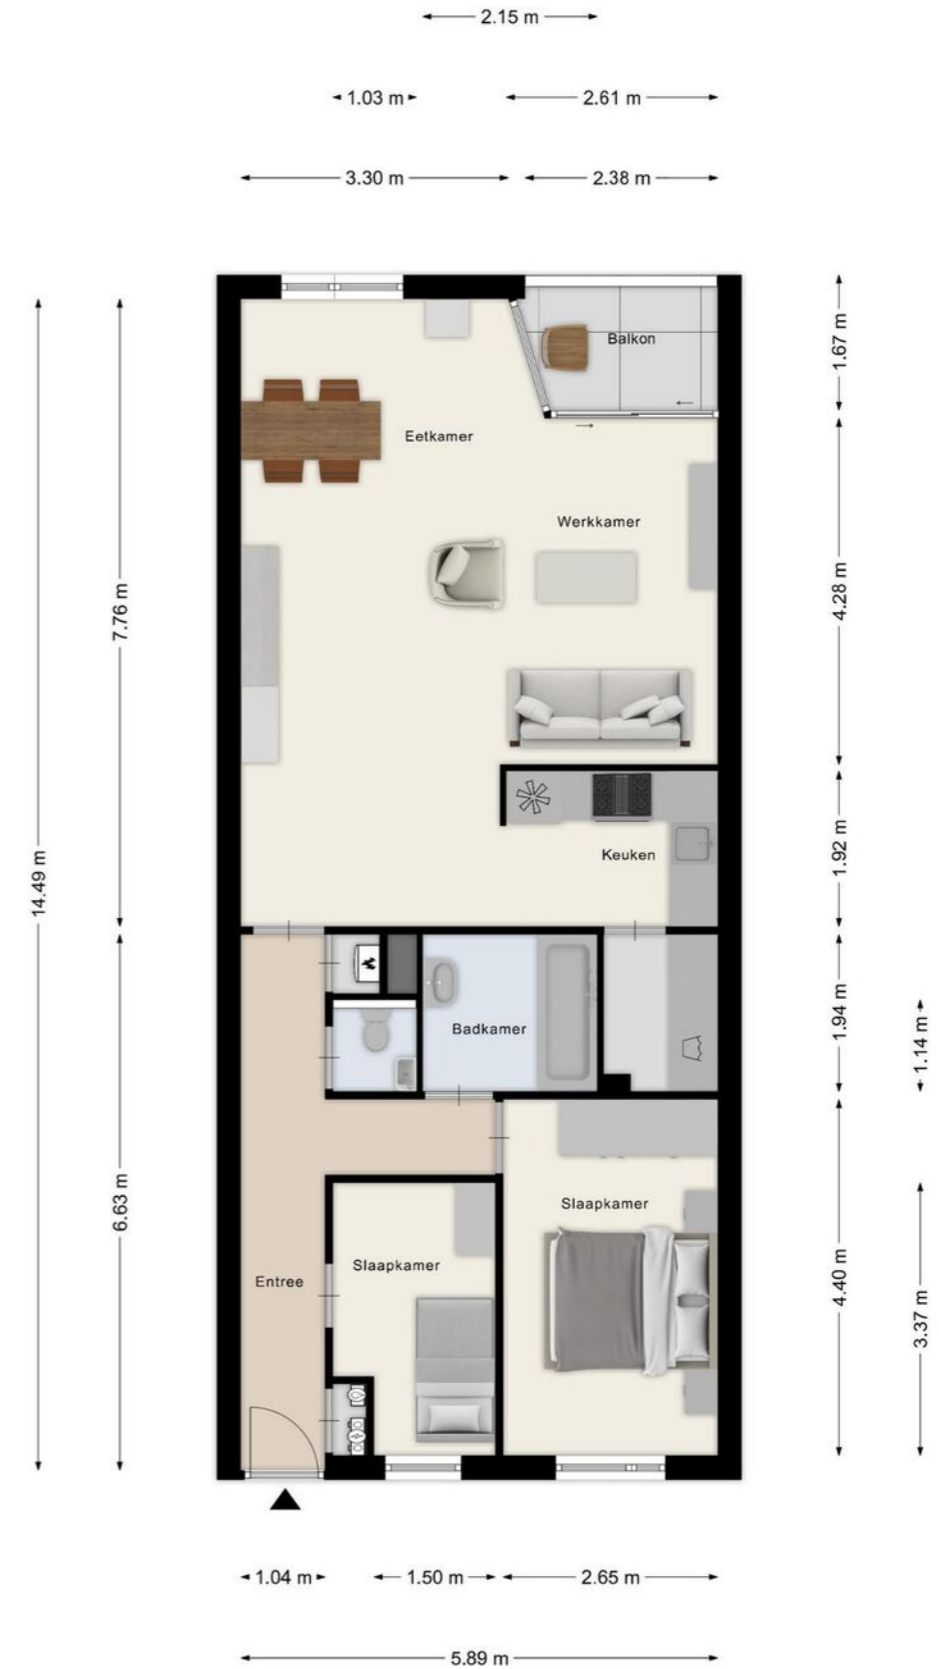 2.15 m
1.03 m
2.61 m
3.30 m
2.38 m
Balkon
1.67 m
Eetkamer
Werkkamer
7.76 m
4.28 m
14.49 m
Keuken
1.92 m
Badkamer
1.94 m
1.14 m
6.63 m
Slaapkamer
Slaapkamer
Entree
4.40 m
3.37 m
1.04 m
1.50 m
2.65 m
5.89 m